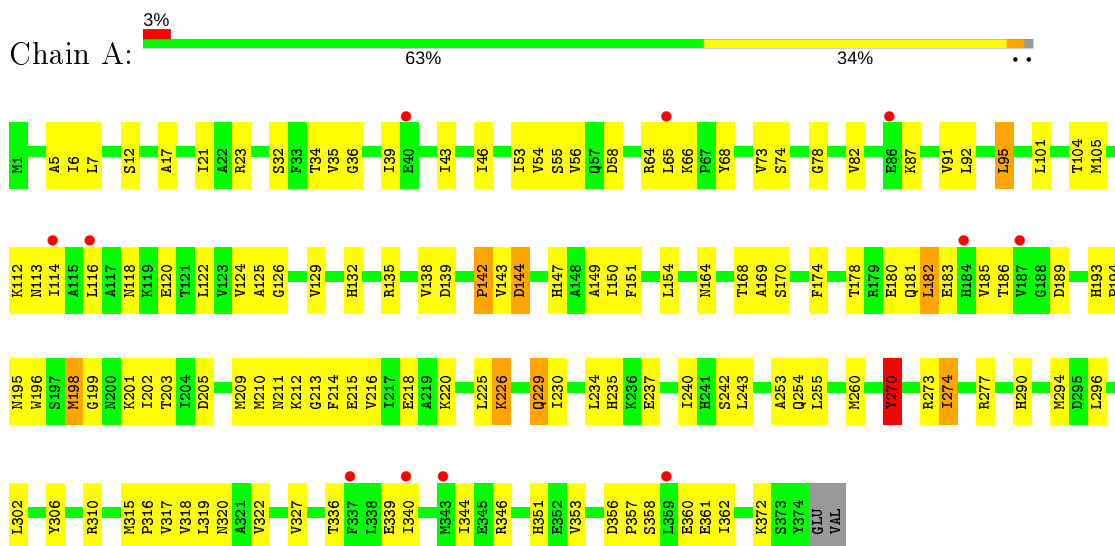 3%
Chain A:
63% 34% . .
M1 A5 I6 L7 S12 A17 I21 A22 R23 S32 F33 T34 V35 G36 I39 E40 I43 I46 I53 V54 S55 V56 Q57 D58 R64 L65 K66 P67 Y68 V73 S74 G78 V82 E86 K87 V91 L92 L95 L101 T104 M105
K112 N113 I114 A115 L116 A117 N118 K119 E120 T121 L122 V123 V124 A125 G126 V129 H132 R135 V138 D139 P142 V143 D144 H147 A148 A149 I150 F151 L154 N164 T168 A169 S170 F174 T178 R179 E180 Q181 L182 E183 H184 V185 T186 V187 G188 D189 H193 P194
N195 W196 S197 M198 G199 N200 K201 I202 T203 I204 D205 M209 M210 N211 K212 G213 F214 E215 V216 I217 E218 A219 K220 L225 K226 Q229 I230 L234 H235 K236 E237 I240 H241 S242 L243 A253 Q254 L255 M260 Y270 R273 I274 R277 H290 M294 D295 L296
L302 Y306 R310 M315 P316 V317 V318 L319 N320 A321 V322 V327 T336 F337 L338 E339 I340 M343 I344 E345 R346 H351 E352 V353 D356 P357 S358 L359 E360 E361 I362 K372 S373 Y374 GLU VAL